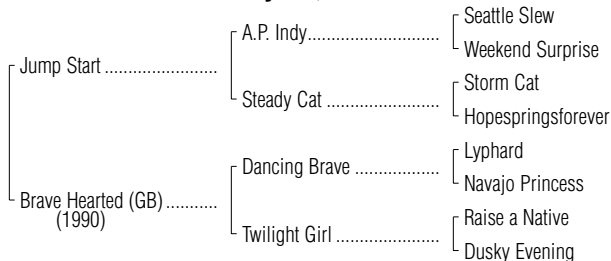 Seattle Slew
A.P. Indy
Weekend Surprise
Jump Start
Storm Cat
Steady Cat
Hopespringsforever
Lyphard
Dancing Brave
Navajo Princess
Brave Hearted (GB)
(1990)
Raise a Native
Twilight Girl
Dusky Evening